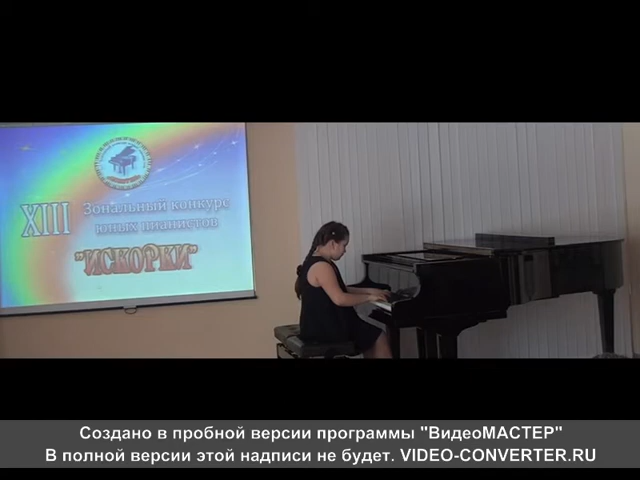 XIII
Зональный конкурс
юных пианистов
"ИСКОРКИ"
Создано в пробной версии программы "ВидеоМАСТЕР"
В полной версии этой надписи не будет. VIDEO-CONVERTER.RU